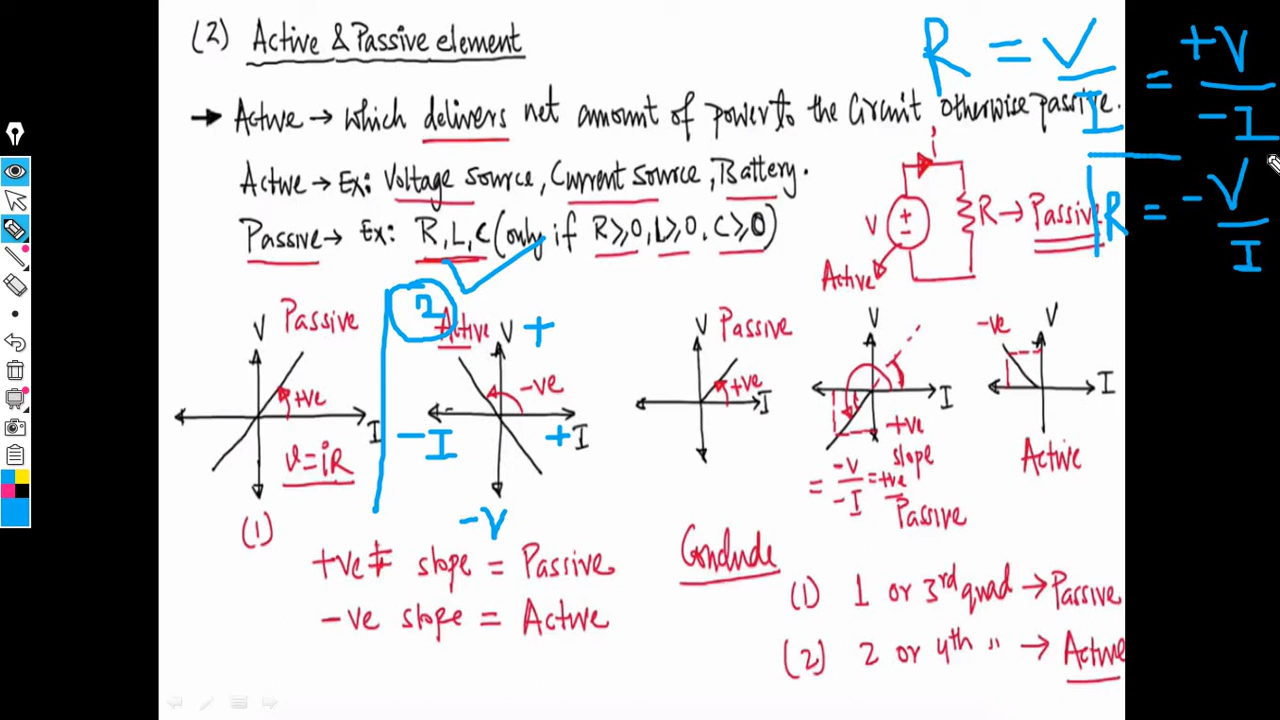 (2) Active & Passive element
R = V/I = +V/-I
→ Active → which delivers net amount of power to the Circuit otherwise passive.
Active → Ex: Voltage source, Current source, Battery.
Passive → Ex: R, L, C (only if R≥0, L≥0, C≥0)
R = -V/I
i
V
+
-
R → Passive
Active
V
Passive
+ve
I
v = iR
(1)
2
Active
V +
-ve
-I
+ I
-V
V
Passive
+ve
I
V
I
+ve
slope
= -V/-I = +ve
Passive
-ve
V
I
Active
+ve slope = Passive
-ve slope = Active
Conclude
(1) 1 or 3rd quad → Passive
(2) 2 or 4th " → Active